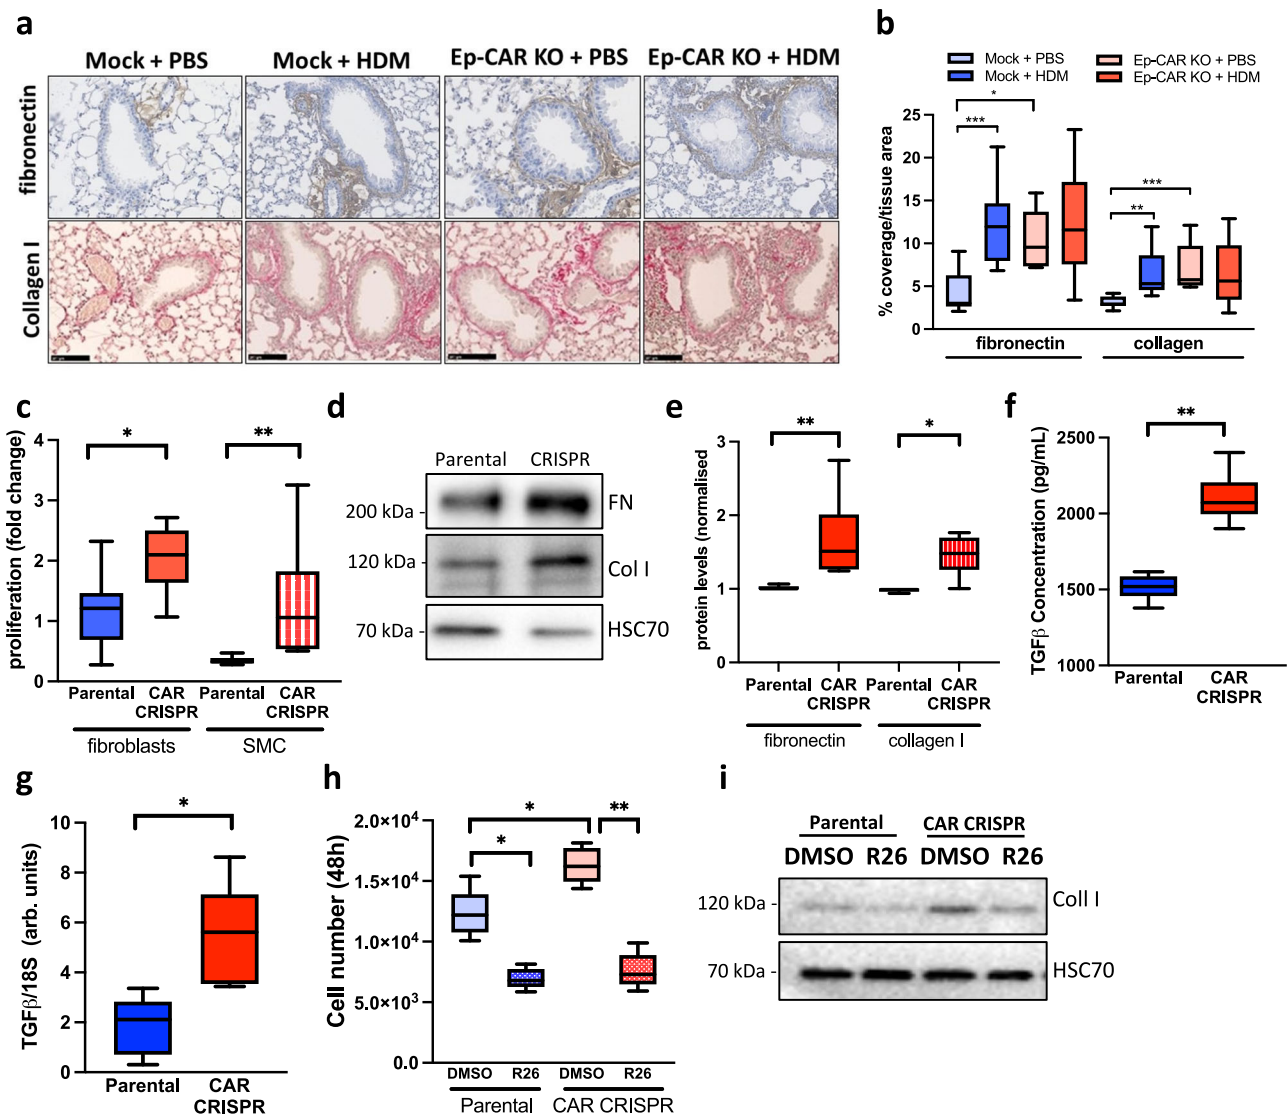 a
Mock + PBS
Mock + HDM
Ep-CAR KO + PBS
Ep-CAR KO + HDM
fibronectin
Collagen I
b
Mock + PBS
Mock + HDM
Ep-CAR KO + PBS
Ep-CAR KO + HDM
% coverage/tissue area
25
20
15
10
5
0
*
***
***
**
fibronectin
collagen
c
proliferation (fold change)
4
3
2
1
0
*
**
Parental
CAR
CRISPR
Parental
CAR
CRISPR
fibroblasts
SMC
d
Parental
CRISPR
200 kDa -
FN
120 kDa -
Col I
70 kDa -
HSC70
e
protein levels (normalised
3
2
1
0
**
*
Parental
CAR
CRISPR
Parental
CAR
CRISPR
fibronectin
collagen I
f
TGFβ Concentration (pg/mL)
2500
2000
1500
1000
**
Parental
CAR
CRISPR
g
TGFβ/18S (arb. units)
10
8
6
4
2
0
*
Parental
CAR
CRISPR
h
Cell number (48h)
2.0×10⁴
1.5×10⁴
1.0×10⁴
5.0×10³
0.0
*
*
**
DMSO
R26
DMSO
R26
Parental
CAR CRISPR
i
Parental
CAR CRISPR
DMSO R26 DMSO R26
120 kDa -
Coll I
70 kDa -
HSC70